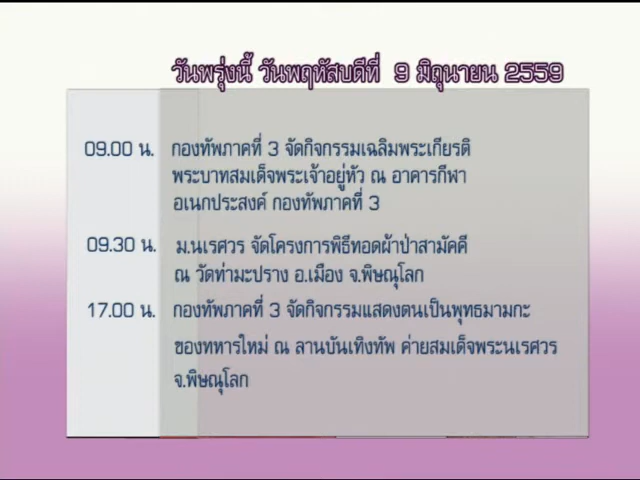 วันพรุ่งนี้ วันพฤหัสบดีที่ 9 มิถุนายน 2559
09.00 น. กองทัพภาคที่ 3 จัดกิจกรรมเฉลิมพระเกียรติ
พระบาทสมเด็จพระเจ้าอยู่หัว ณ อาคารกีฬา
อเนกประสงค์ กองทัพภาคที่ 3
09.30 น. ม.นเรศวร จัดโครงการพิธีทอดผ้าป่าสามัคคี
ณ วัดท่ามะปราง อ.เมือง จ.พิษณุโลก
17.00 น. กองทัพภาคที่ 3 จัดกิจกรรมแสดงตนเป็นพุทธมามกะ
ของทหารใหม่ ณ ลานบันเทิงทัพ ค่ายสมเด็จพระนเรศวร
จ.พิษณุโลก